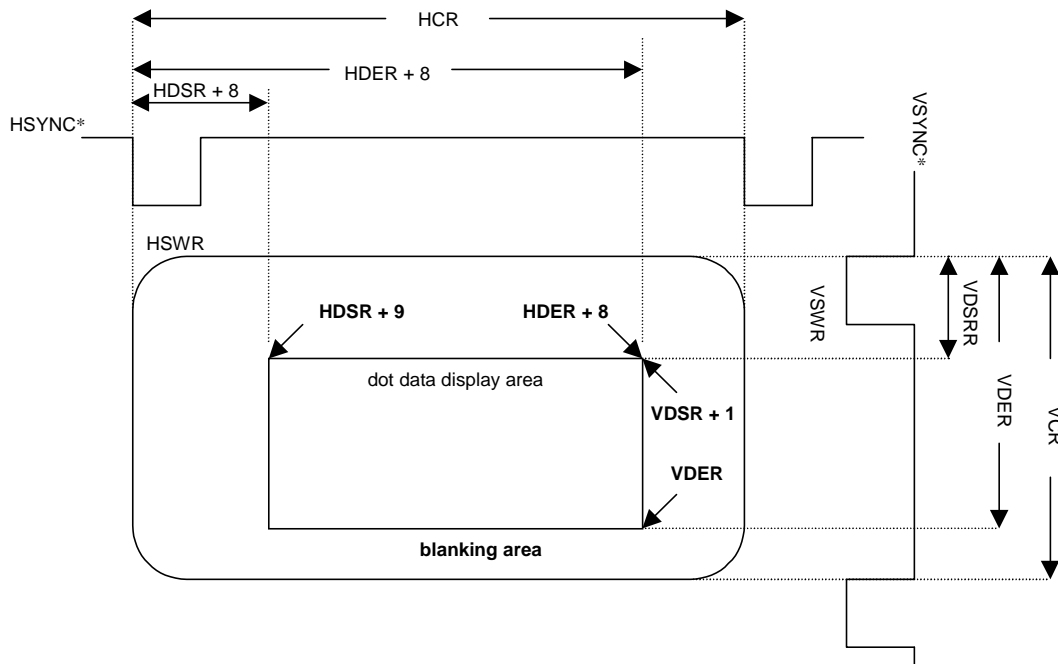 HCR
HDER + 8
HDSR + 8
HSYNC*
VSYNC*
HSWR
HDSR + 9
HDER + 8
VSWR
VDSRR
dot data display area
VDER
VCR
VDSR + 1
VDER
blanking area